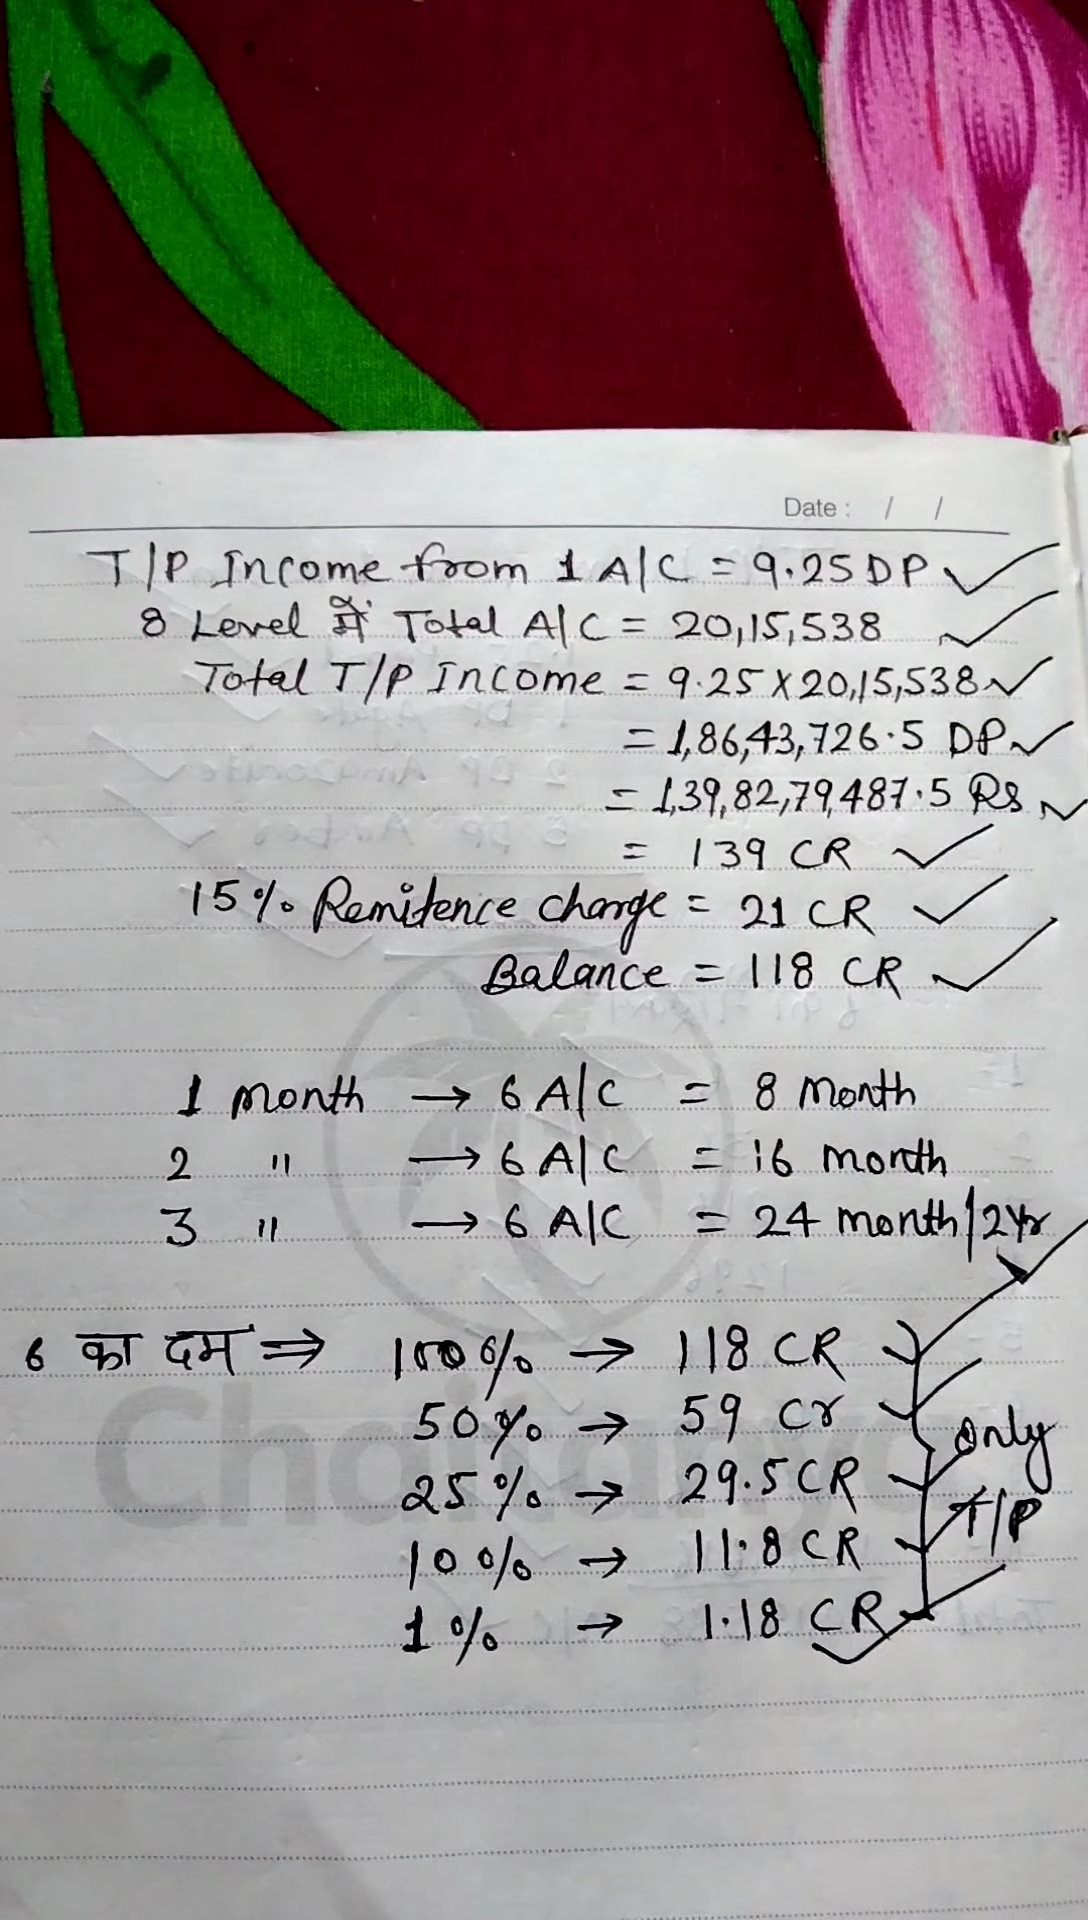 Date : / /
T/P Income from 1 A/C = 9.25 DP
8 Level में Total A/C = 20,15,538
Total T/P Income = 9.25 X 20,15,538
= 1,86,43,726.5 DP
= 1,39,82,79,487.5 Rs
= 139 CR
15% Remitence charge = 21 CR
Balance = 118 CR
1 month → 6 A/C = 8 Month
2 " → 6 A/C = 16 month
3 " → 6 A/C = 24 month/2Yr
6 का दम ⇒ 100% → 118 CR
50% → 59 Cr
25% → 29.5 CR
10% → 11.8 CR
1% → 1.18 CR
only
T/P
Chaitanya